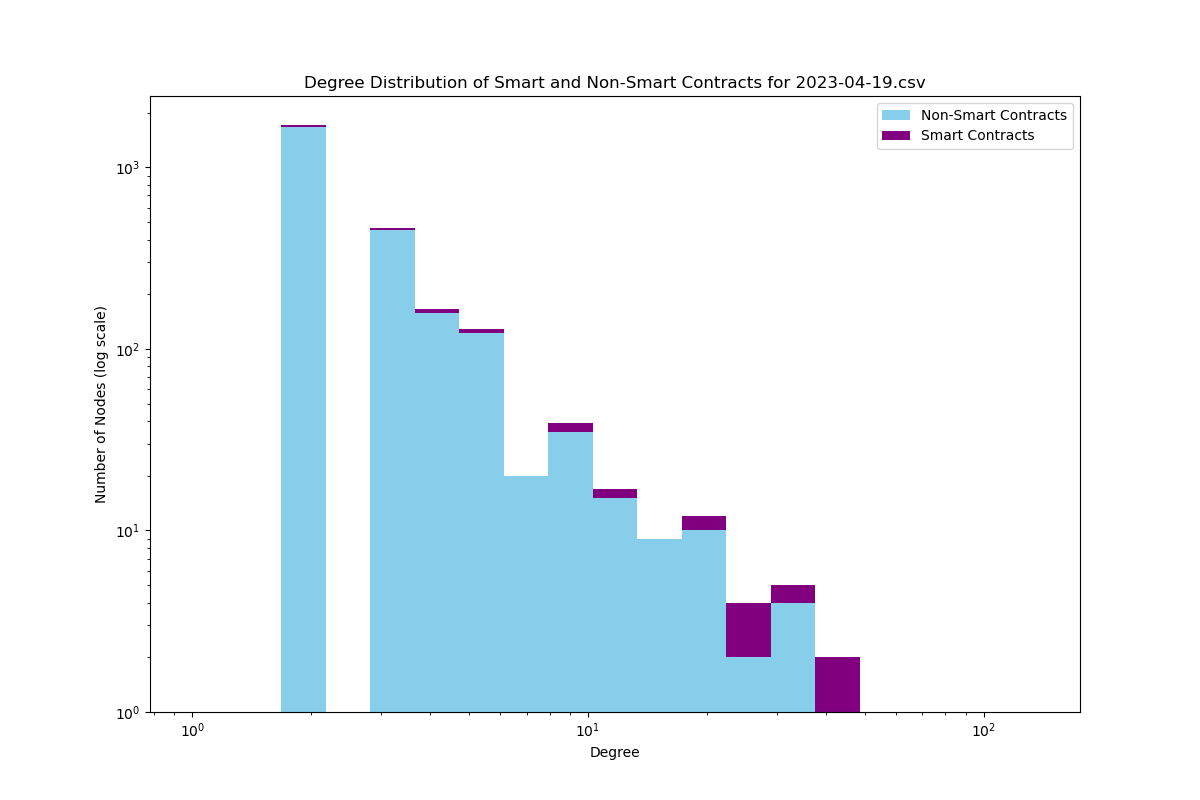 Degree Distribution of Smart and Non-Smart Contracts for 2023-04-19.csv
Non-Smart Contracts
Smart Contracts
Number of Nodes (log scale)
10³
10²
10¹
10⁰
10⁰
10¹
10²
Degree